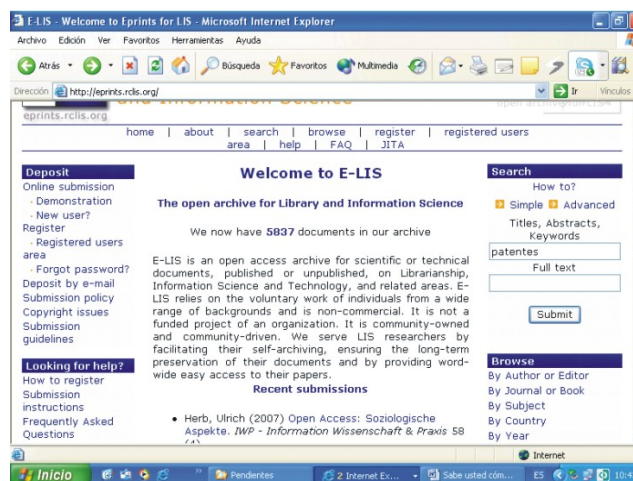 E-LIS - Welcome to Eprints for LIS - Microsoft Internet Explorer
Archivo Edición Ver Favoritos Herramientas Ayuda
Atrás Búsqueda Favoritos Multimedia
Dirección http://eprints.rclis.org/ Ir Vínculos
and Information Science
eprints.rclis.org
home | about | search | browse | register | registered users
area | help | FAQ | JITA
Deposit
Online submission
· Demonstration
· New user?
Register
· Registered users
area
· Forgot password?
Deposit by e-mail
Submission policy
Copyright issues
Submission
guidelines
Looking for help?
How to register
Submission
instructions
Frequently Asked
Questions
Welcome to E-LIS
The open archive for Library and Information Science
We now have 5837 documents in our archive
E-LIS is an open access archive for scientific or technical
documents, published or unpublished, on Librarianship,
Information Science and Technology, and related areas. E-
LIS relies on the voluntary work of individuals from a wide
range of backgrounds and is non-commercial. It is not a
funded project of an organization. It is community-owned
and community-driven. We serve LIS researchers by
facilitating their self-archiving, ensuring the long-term
preservation of their documents and by providing word-
wide easy access to their papers.
Recent submissions
• Herb, Ulrich (2007) Open Access: Soziologische
Aspekte. IWP - Information Wissenschaft & Praxis 58
Search
How to?
Simple Advanced
Titles, Abstracts,
Keywords
patentes
Full text
Submit
Browse
By Author or Editor
By Journal or Book
By Subject
By Country
By Year
Internet
Inicio Pendientes 2 Internet Ex... Sabe usted cóm... ES